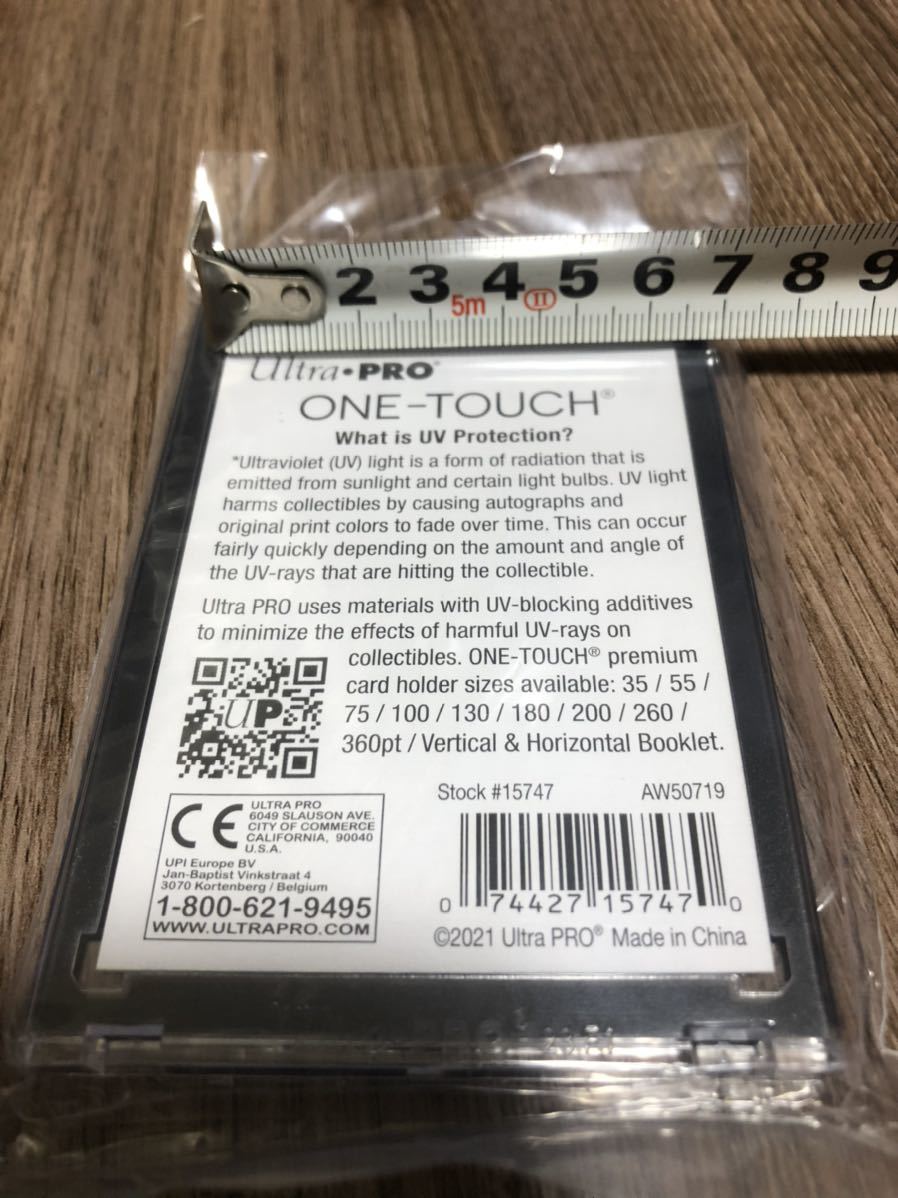 2 3 4 5 6 7 8 9
5m II
Ultra•PRO®
ONE-TOUCH®
What is UV Protection?
*Ultraviolet (UV) light is a form of radiation that is
emitted from sunlight and certain light bulbs. UV light
harms collectibles by causing autographs and
original print colors to fade over time. This can occur
fairly quickly depending on the amount and angle of
the UV-rays that are hitting the collectible.
Ultra PRO uses materials with UV-blocking additives
to minimize the effects of harmful UV-rays on
collectibles. ONE-TOUCH® premium
card holder sizes available: 35 / 55 /
75 / 100 / 130 / 180 / 200 / 260 /
360pt / Vertical & Horizontal Booklet.
UP
Stock #15747 AW50719
CE
ULTRA PRO
6049 SLAUSON AVE.
CITY OF COMMERCE
CALIFORNIA, 90040
U.S.A.
UPI Europe BV
Jan-Baptist Vinkstraat 4
3070 Kortenberg / Belgium
1-800-621-9495
WWW.ULTRAPRO.COM
0 74427 15747 0
©2021 Ultra PRO® Made in China